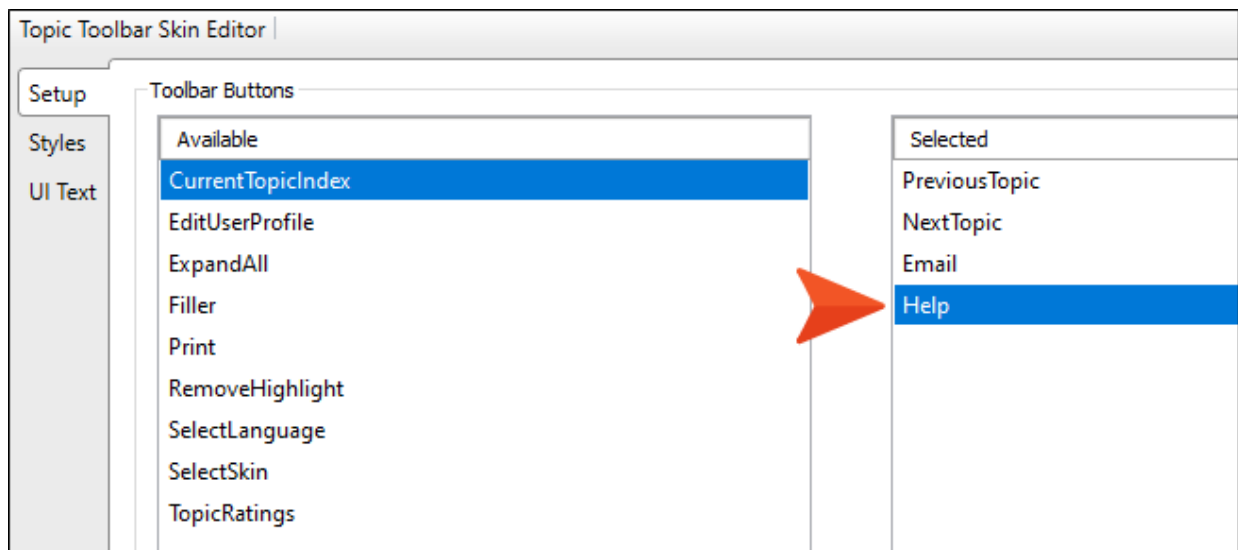 Topic Toolbar Skin Editor
Setup
Styles
UI Text
Toolbar Buttons
Available
CurrentTopicIndex
EditUserProfile
ExpandAll
Filler
Print
RemoveHighlight
SelectLanguage
SelectSkin
TopicRatings
Selected
PreviousTopic
NextTopic
Email
Help